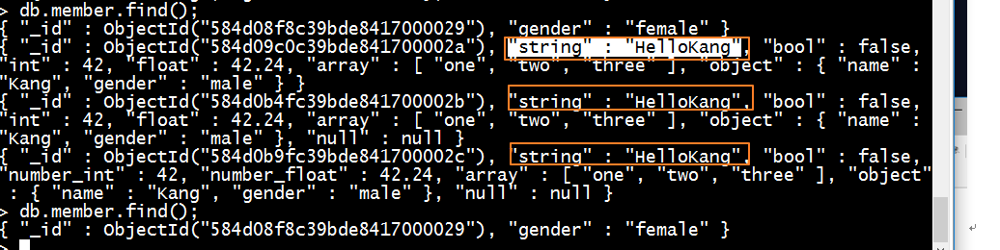 > db.member.find();
{ "_id" : ObjectId("584d08f8c39bde8417000029"), "gender" : "female" }
{ "_id" : ObjectId("584d09c0c39bde841700002a"), "string" : "HelloKang", "bool" : false,
"int" : 42, "float" : 42.24, "array" : [ "one", "two", "three" ], "object" : { "name" :
"Kang", "gender" : "male" } }
{ "_id" : ObjectId("584d0b4fc39bde841700002b"), "string" : "HelloKang", "bool" : false,
"int" : 42, "float" : 42.24, "array" : [ "one", "two", "three" ], "object" : { "name" :
"Kang", "gender" : "male" }, "null" : null }
{ "_id" : ObjectId("584d0b9fc39bde841700002c"), "string" : "HelloKang", "bool" : false,
"number_int" : 42, "number_float" : 42.24, "array" : [ "one", "two", "three" ], "object"
: { "name" : "Kang", "gender" : "male" }, "null" : null }
> db.member.find();
{ "_id" : ObjectId("584d08f8c39bde8417000029"), "gender" : "female" }
>